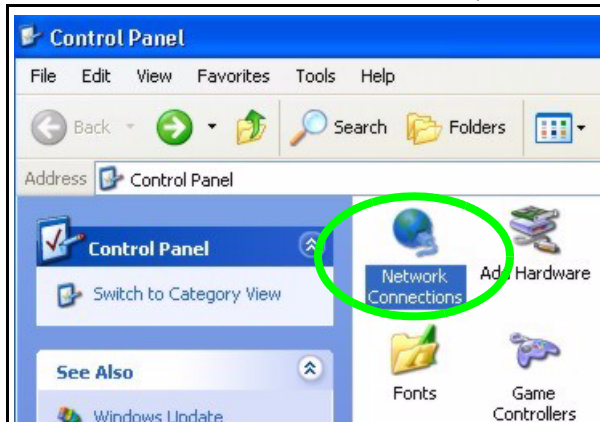 Control Panel
File Edit View Favorites Tools Help
Back Search Folders
Address Control Panel
Control Panel
Switch to Category View
See Also
Windows Update
Network
Connections
Add Hardware
Fonts
Game
Controllers